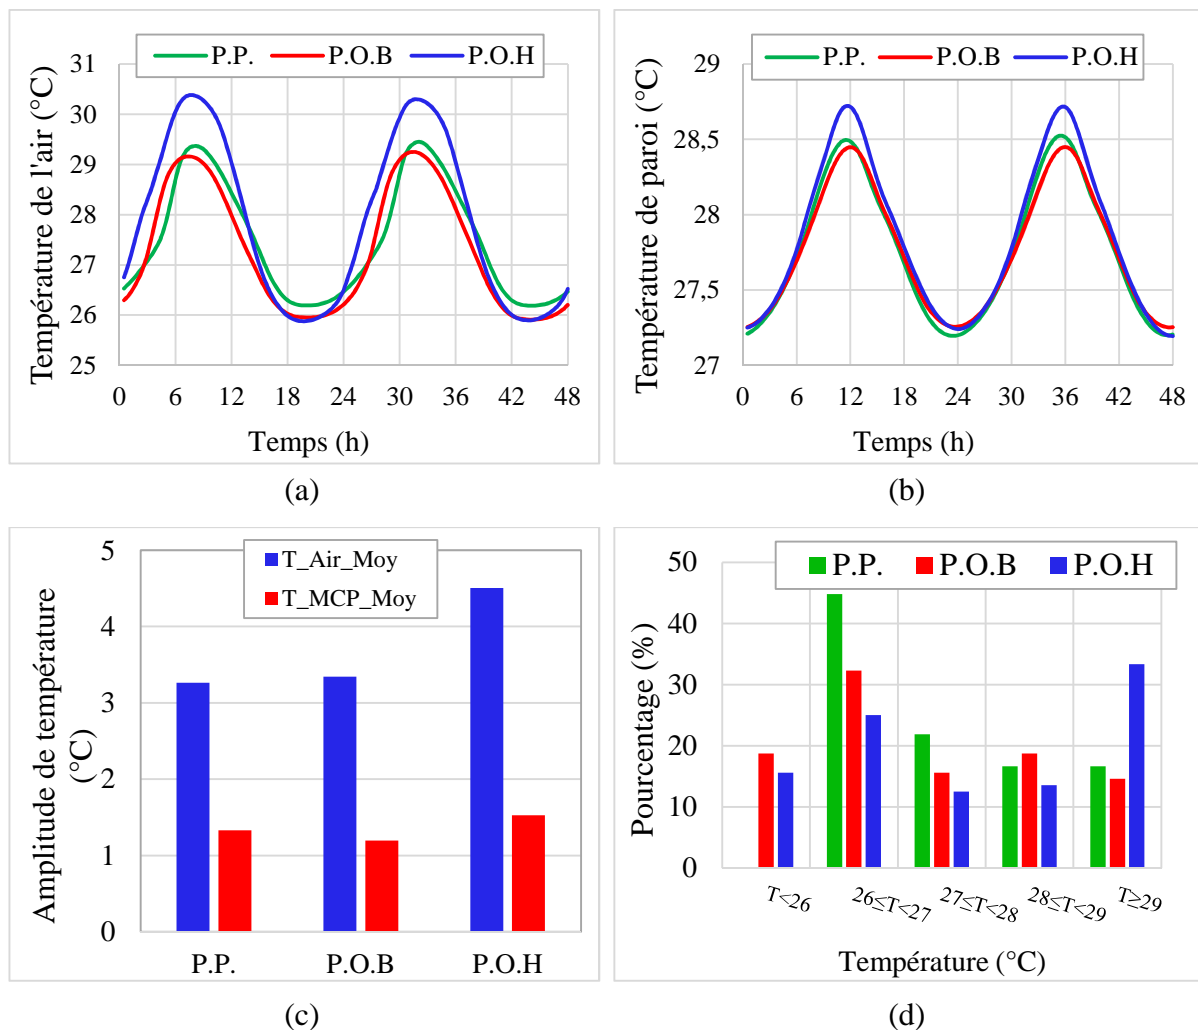 P.P. P.O.B P.O.H
Température de l'air (°C)
31
30
29
28
27
26
25
0 6 12 18 24 30 36 42 48
Temps (h)
(a)
P.P. P.O.B P.O.H
Température de paroi (°C)
29
28,5
28
27,5
27
0 6 12 18 24 30 36 42 48
Temps (h)
(b)
T_Air_Moy
T_MCP_Moy
Amplitude de température
(°C)
5
4
3
2
1
0
P.P. P.O.B P.O.H
(c)
P.P. P.O.B P.O.H
Pourcentage (%)
50
40
30
20
10
0
T<26 26≤T<27 27≤T<28 28≤T<29 T≥29
Température (°C)
(d)